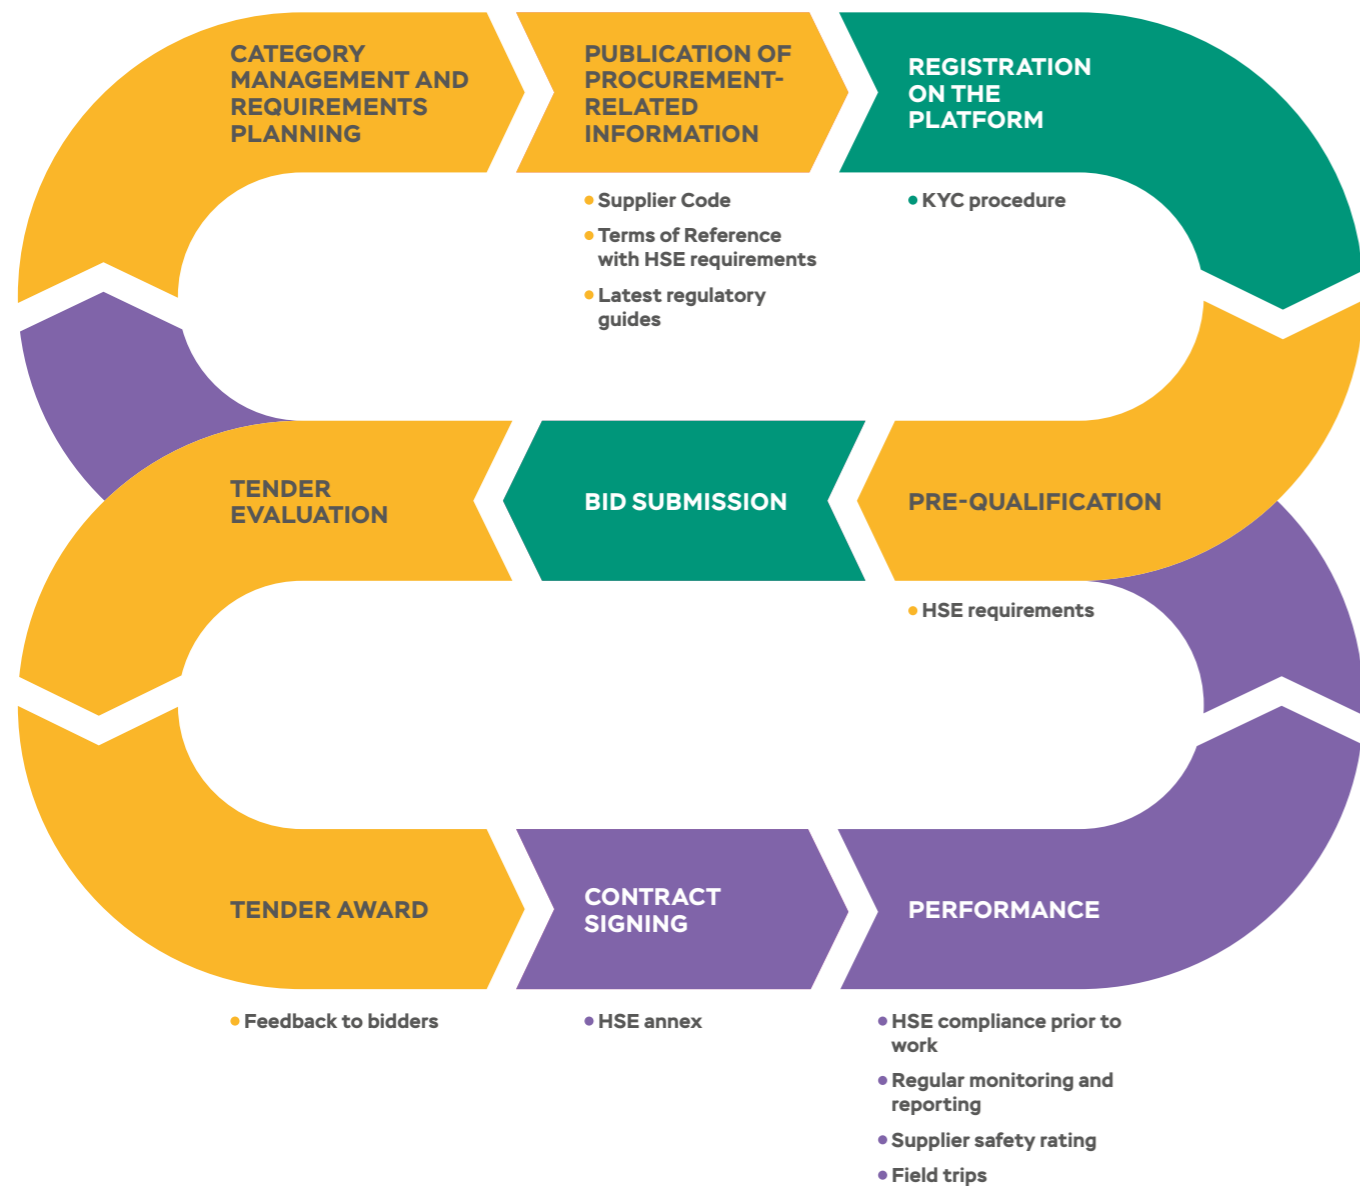 CATEGORY
MANAGEMENT AND
REQUIREMENTS
PLANNING
PUBLICATION OF
PROCUREMENT-
RELATED
INFORMATION
• Supplier Code
• Terms of Reference
with HSE requirements
• Latest regulatory
guides
REGISTRATION
ON THE
PLATFORM
• KYC procedure
PRE-QUALIFICATION
• HSE requirements
BID SUBMISSION
TENDER
EVALUATION
TENDER AWARD
• Feedback to bidders
CONTRACT
SIGNING
• HSE annex
PERFORMANCE
• HSE compliance prior to
work
• Regular monitoring and
reporting
• Supplier safety rating
• Field trips